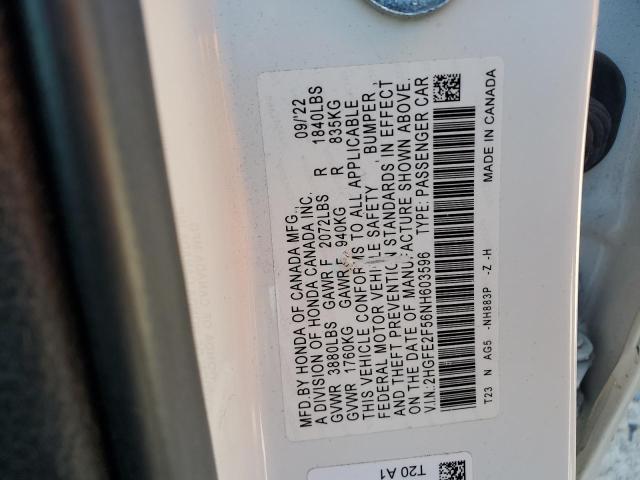 MFD.BY HONDA OF CANADA MFG. 09/'22
A DIVISION OF HONDA CANADA INC.
GVWR 3880LBS GAWR F 2072LBS R 1840LBS
GVWR 1760KG GAWR F 940KG R 835KG
THIS VEHICLE CONFORMS TO ALL APPLICABLE
FEDERAL MOTOR VEHICLE SAFETY, BUMPER,
AND THEFT PREVENTION STANDARDS IN EFFECT
ON THE DATE OF MANUFACTURE SHOWN ABOVE.
V.I.N.:2HGFE2F56NH603596 TYPE: PASSENGER CAR
T23 N AG5 -NH883P -Z -H MADE IN CANADA
T20 A1